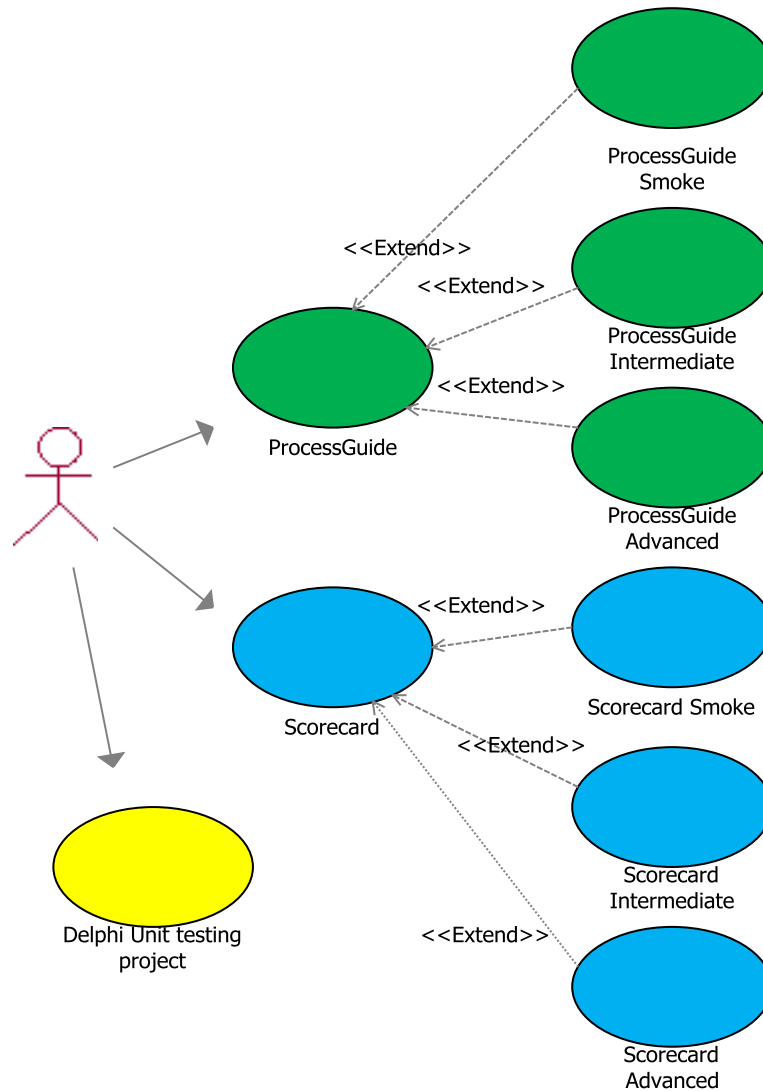 ProcessGuide
Smoke
<<Extend>>
<<Extend>>
ProcessGuide
Intermediate
<<Extend>>
ProcessGuide
ProcessGuide
Advanced
<<Extend>>
Scorecard Smoke
Scorecard
<<Extend>>
Scorecard
Intermediate
Delphi Unit testing
project
<<Extend>>
Scorecard
Advanced